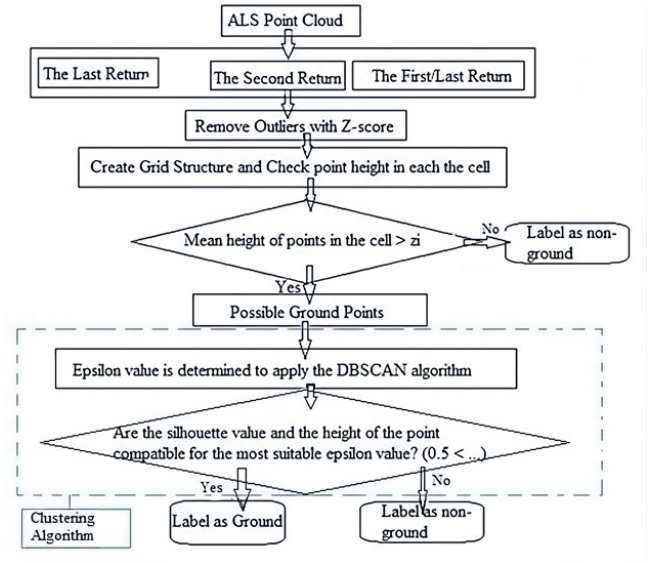 ALS Point Cloud
The Last Return
The Second Return
The First/Last Return
Remove Outliers with Z-score
Create Grid Structure and Check point height in each the cell
Mean height of points in the cell > zi
No
Label as non-
ground
Yes
Possible Ground Points
Epsilon value is determined to apply the DBSCAN algorithm
Are the silhouette value and the height of the point
compatible for the most suitable epsilon value? (0.5 < ...)
Yes
No
Clustering
Algorithm
Label as Ground
Label as non-
ground